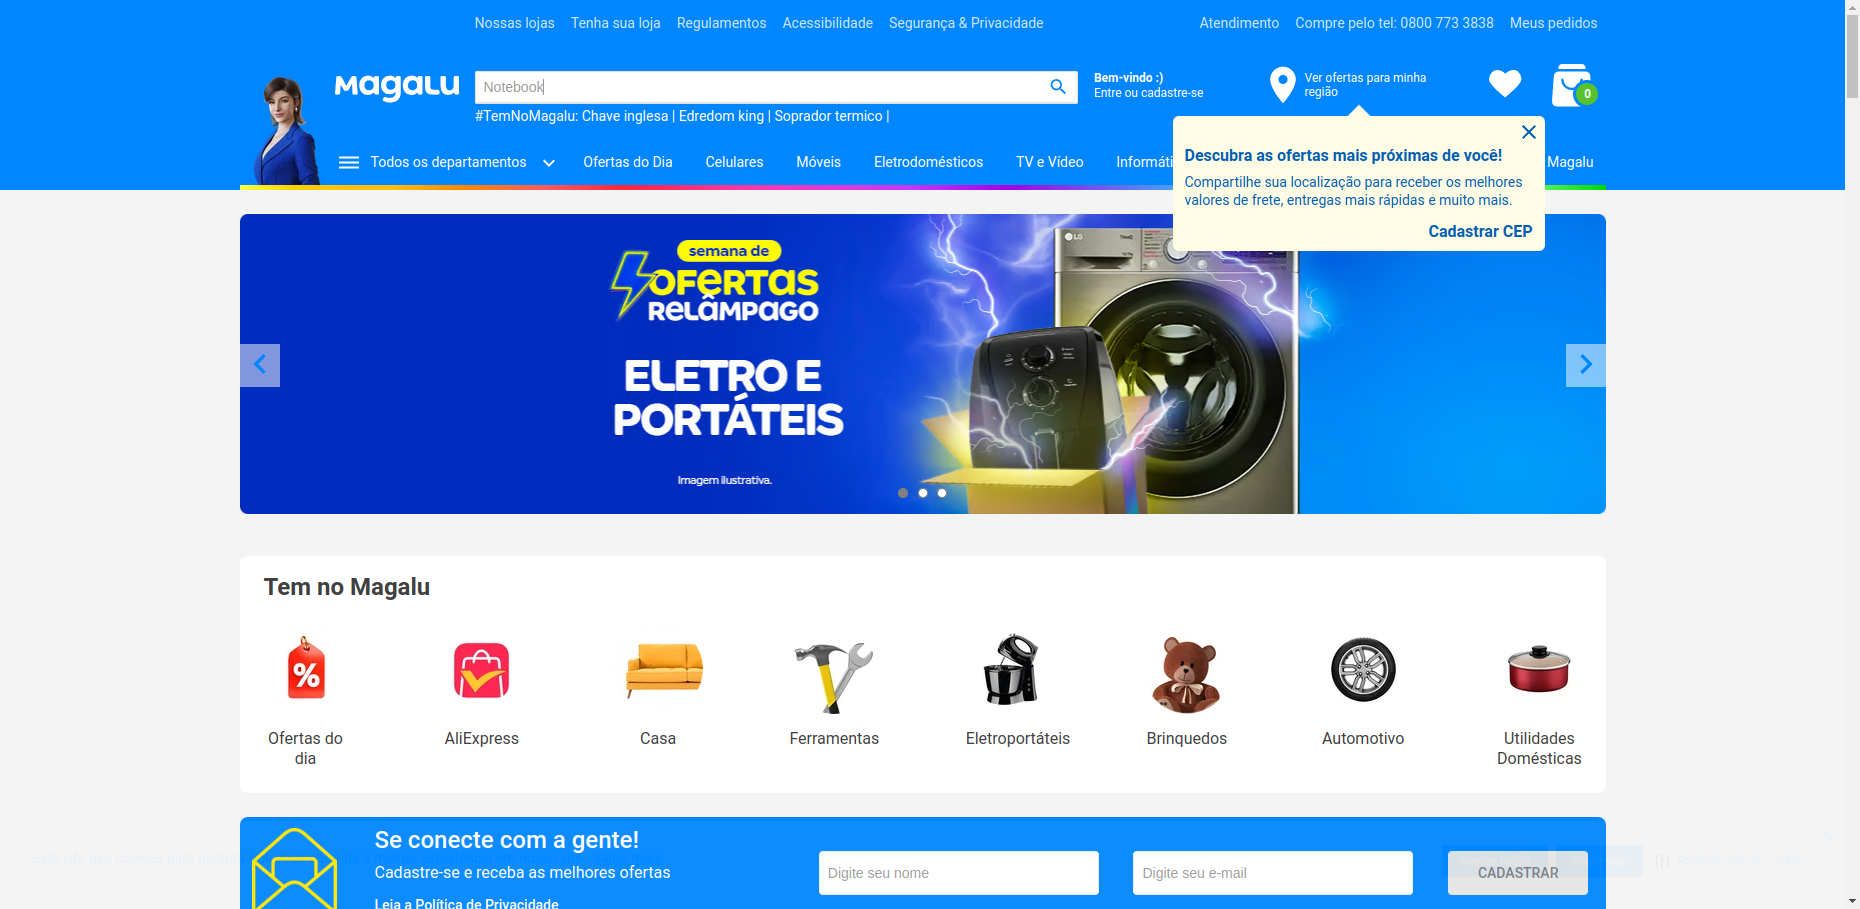 Nossas lojas Tenha sua loja Regulamentos Acessibilidade Segurança & Privacidade Atendimento Compre pelo tel: 0800 773 3838 Meus pedidos
Magalu
Notebook
Bem-vindo :)
Entre ou cadastre-se
Ver ofertas para minha
região
0
#TemNoMagalu: Chave inglesa | Edredom king | Soprador termico |
Todos os departamentos Ofertas do Dia Celulares Móveis Eletrodomésticos TV e Vídeo Informáti Magalu
Descubra as ofertas mais próximas de você!
Compartilhe sua localização para receber os melhores
valores de frete, entregas mais rápidas e muito mais.
Cadastrar CEP
semana de
OFERTAS
RELÂMPAGO
ELETRO E
PORTÁTEIS
Imagem ilustrativa.
LG ThinQ
Tem no Magalu
%
Ofertas do
dia
AliExpress
Casa
Ferramentas
Eletroportáteis
Brinquedos
Automotivo
Utilidades
Domésticas
Se conecte com a gente!
Cadastre-se e receba as melhores ofertas
Leia a Política de Privacidade
Digite seu nome
Digite seu e-mail
CADASTRAR